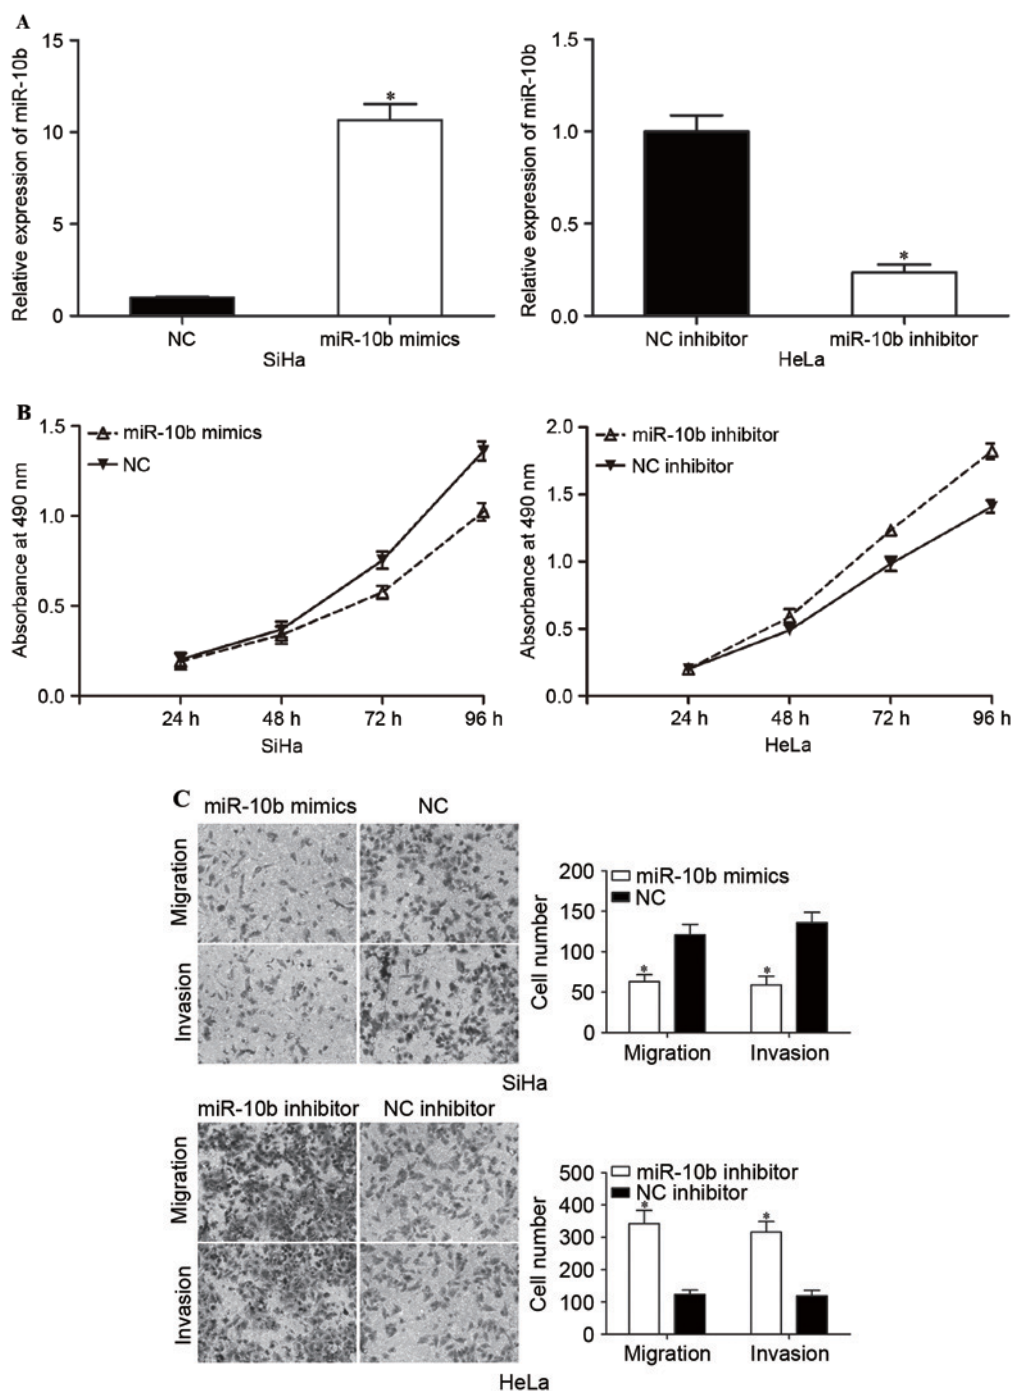 A
Relative expression of miR-10b
15
10
5
0
*
NC
miR-10b mimics
SiHa
Relative expression of miR-10b
1.5
1.0
0.5
0.0
*
NC inhibitor
miR-10b inhibitor
HeLa
B
Absorbance at 490 nm
1.5
1.0
0.5
0.0
miR-10b mimics
NC
24 h
48 h
72 h
96 h
SiHa
Absorbance at 490 nm
2.0
1.5
1.0
0.5
0.0
miR-10b inhibitor
NC inhibitor
24 h
48 h
72 h
96 h
HeLa
C
miR-10b mimics
NC
Migration
Invasion
Cell number
200
150
100
50
0
miR-10b mimics
NC
*
*
Migration
Invasion
SiHa
miR-10b inhibitor
NC inhibitor
Migration
Invasion
Cell number
500
400
300
200
100
0
miR-10b inhibitor
NC inhibitor
*
*
Migration
Invasion
HeLa